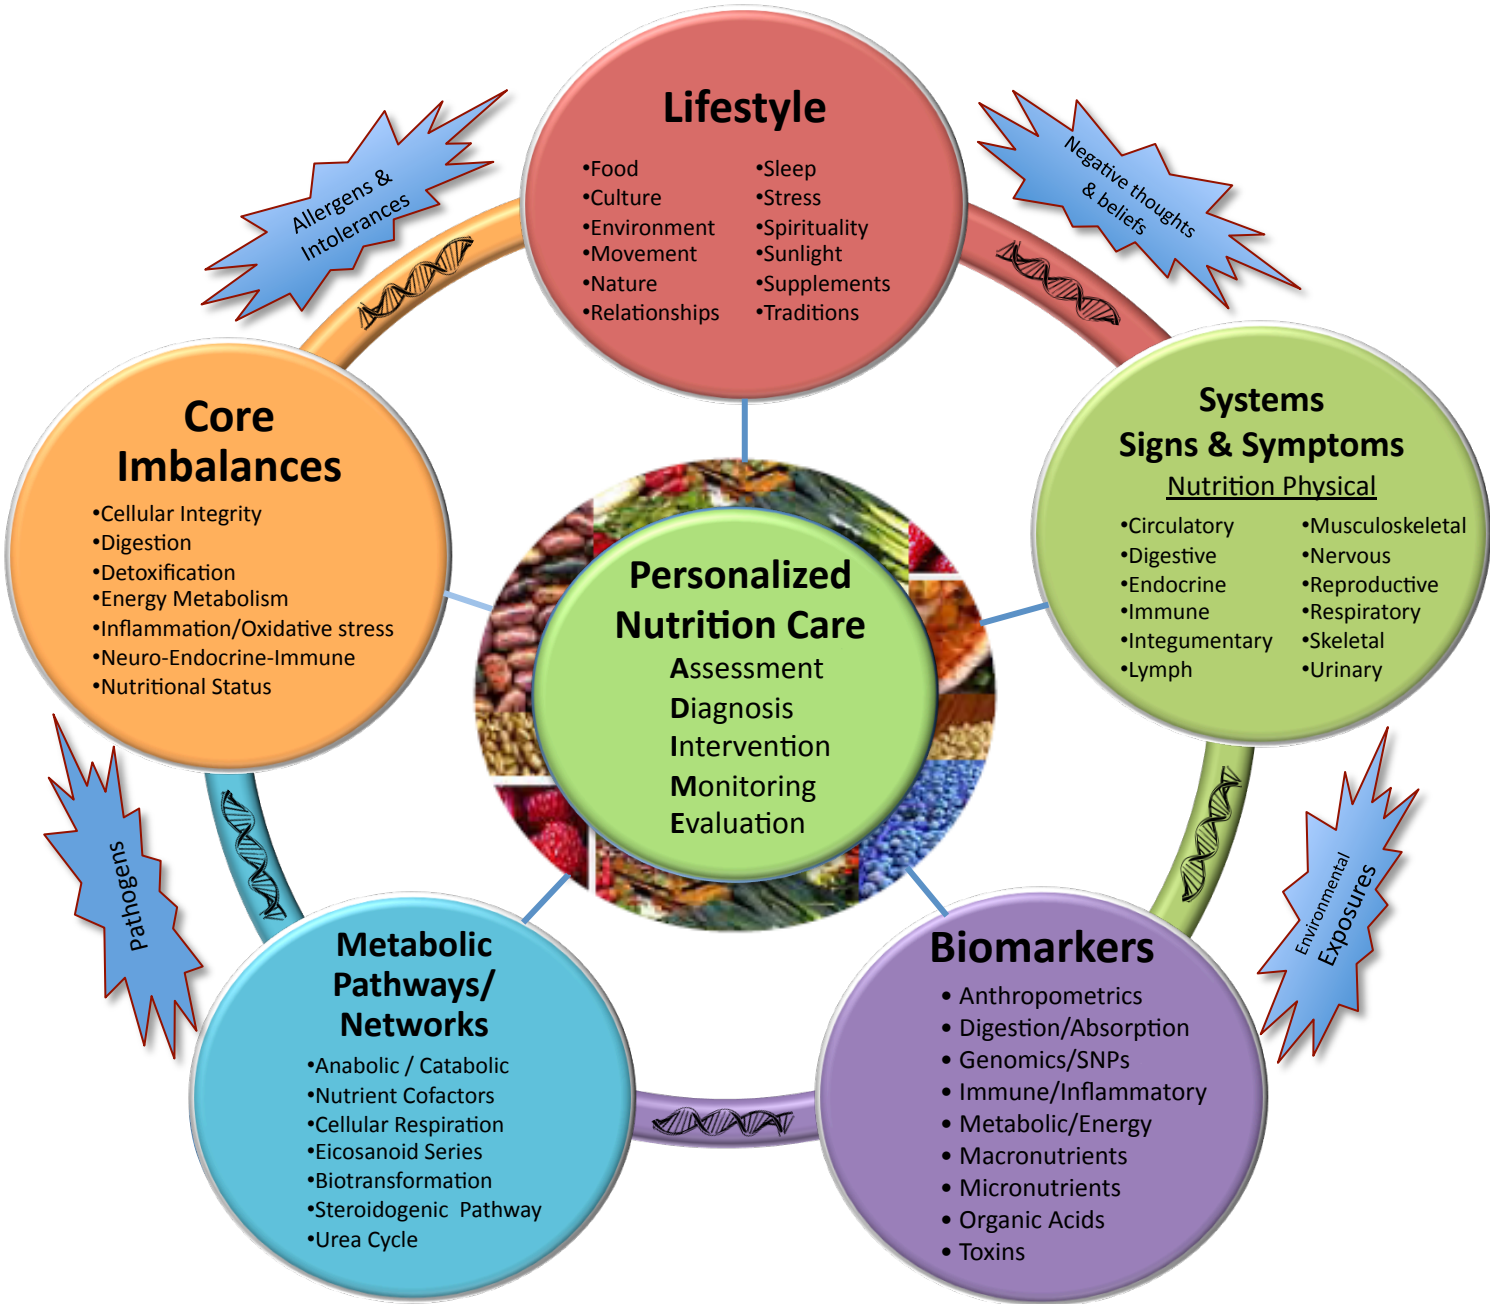 Lifestyle
•Food
•Culture
•Environment
•Movement
•Nature
•Relationships
•Sleep
•Stress
•Spirituality
•Sunlight
•Supplements
•Traditions
Negative thoughts
& beliefs
Systems
Signs & Symptoms
Nutrition Physical
•Circulatory
•Digestive
•Endocrine
•Immune
•Integumentary
•Lymph
•Musculoskeletal
•Nervous
•Reproductive
•Respiratory
•Skeletal
•Urinary
Environmental
Exposures
Biomarkers
• Anthropometrics
• Digestion/Absorption
• Genomics/SNPs
• Immune/Inflammatory
• Metabolic/Energy
• Macronutrients
• Micronutrients
• Organic Acids
• Toxins
Metabolic
Pathways/
Networks
•Anabolic / Catabolic
•Nutrient Cofactors
•Cellular Respiration
•Eicosanoid Series
•Biotransformation
•Steroidogenic Pathway
•Urea Cycle
Pathogens
Core
Imbalances
•Cellular Integrity
•Digestion
•Detoxification
•Energy Metabolism
•Inflammation/Oxidative stress
•Neuro-Endocrine-Immune
•Nutritional Status
Allergens &
Intolerances
Personalized
Nutrition Care
Assessment
Diagnosis
Intervention
Monitoring
Evaluation